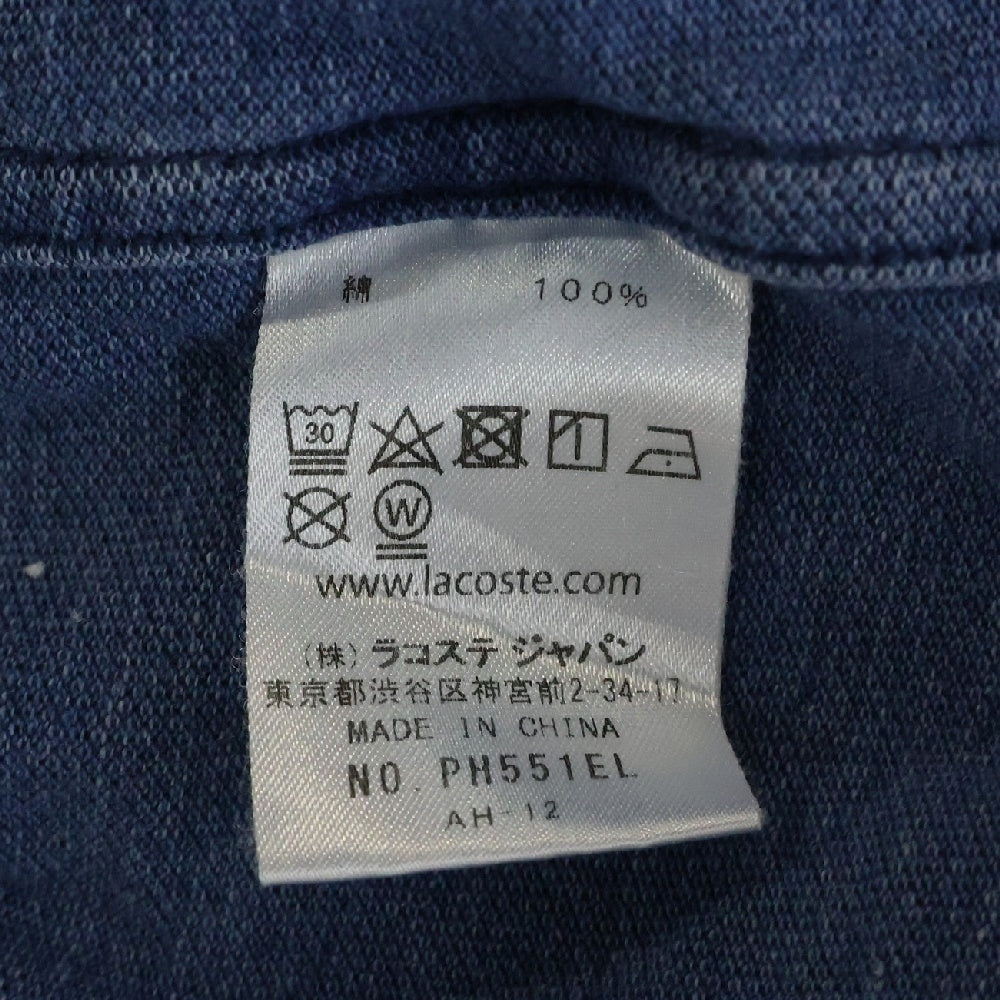 綿 100%
30
W
www.lacoste.com
(株) ラコステ ジャパン
東京都渋谷区神宮前2-34-17
MADE IN CHINA
NO. PH551EL
AH-12